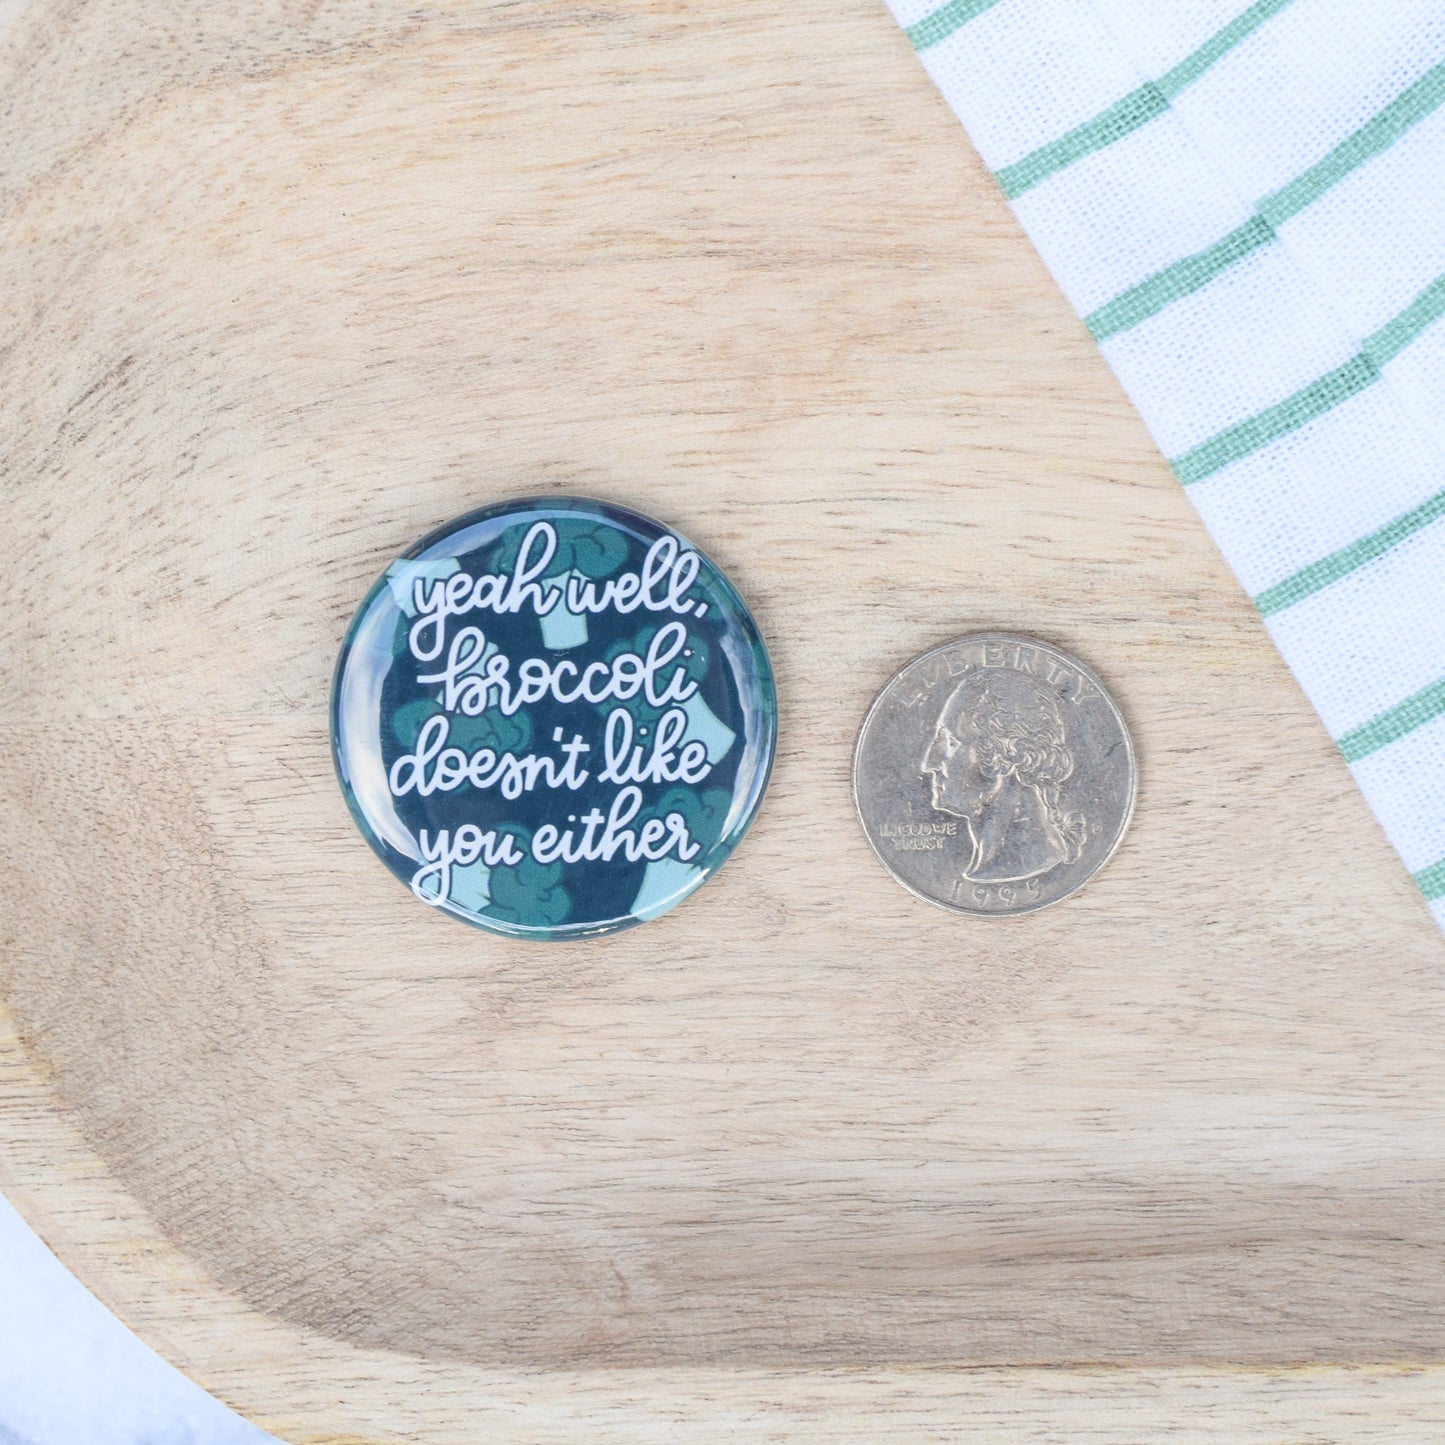 yeah well,
broccoli
doesn't like
you either
LIBERTY
IN GOD WE
TRUST
D
1995